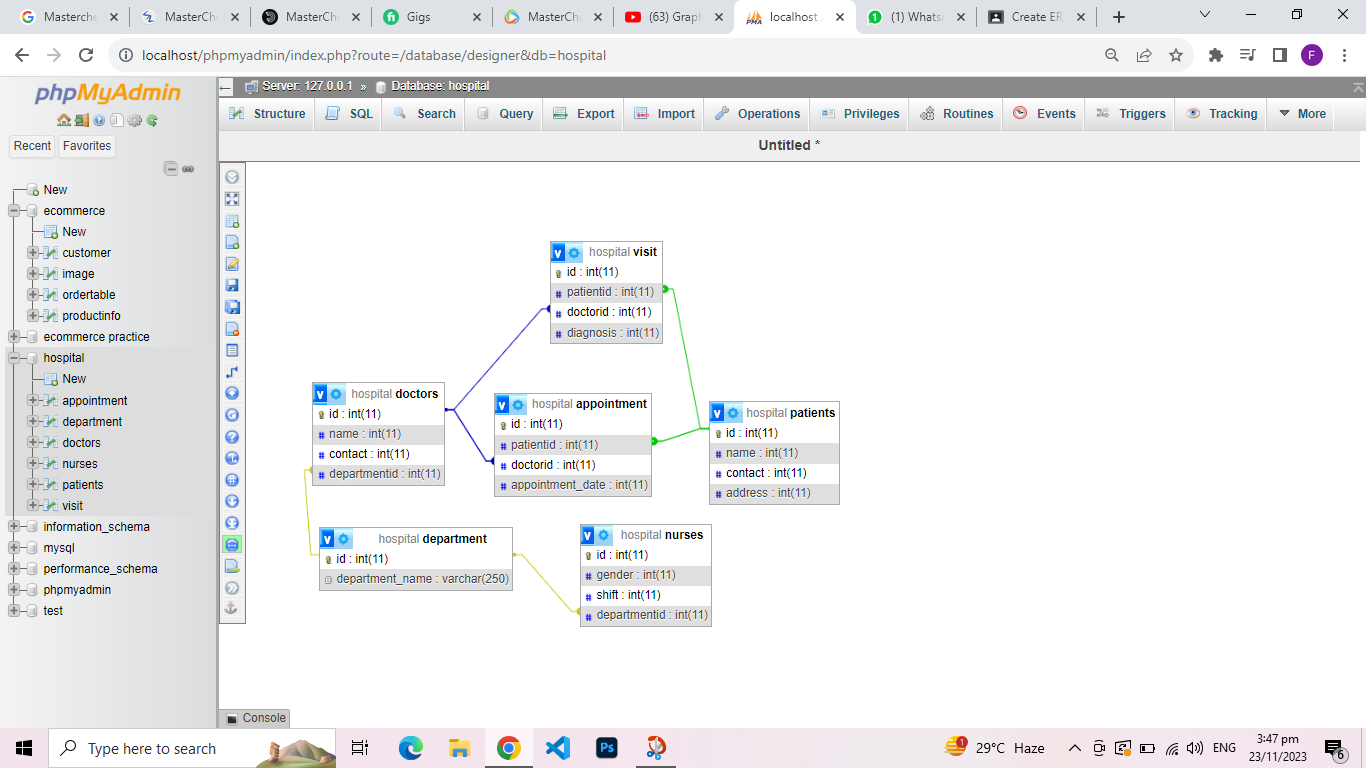 Masterche
MasterCh
MasterCh
Gigs
MasterCh
(63) Grap
localhost
(1) Whats
Create ER
localhost/phpmyadmin/index.php?route=/database/designer&db=hospital
F
phpMyAdmin
Recent
Favorites
New
ecommerce
New
customer
image
ordertable
productinfo
ecommerce practice
hospital
New
appointment
department
doctors
nurses
patients
visit
information_schema
mysql
performance_schema
phpmyadmin
test
Server: 127.0.0.1 » Database: hospital
Structure
SQL
Search
Query
Export
Import
Operations
Privileges
Routines
Events
Triggers
Tracking
More
Untitled *
hospital visit
id : int(11)
patientid : int(11)
doctorid : int(11)
diagnosis : int(11)
hospital doctors
id : int(11)
name : int(11)
contact : int(11)
departmentid : int(11)
hospital appointment
id : int(11)
patientid : int(11)
doctorid : int(11)
appointment_date : int(11)
hospital patients
id : int(11)
name : int(11)
contact : int(11)
address : int(11)
hospital department
id : int(11)
department_name : varchar(250)
hospital nurses
id : int(11)
gender : int(11)
shift : int(11)
departmentid : int(11)
Console
Type here to search
29°C Haze
ENG
3:47 pm
23/11/2023
6